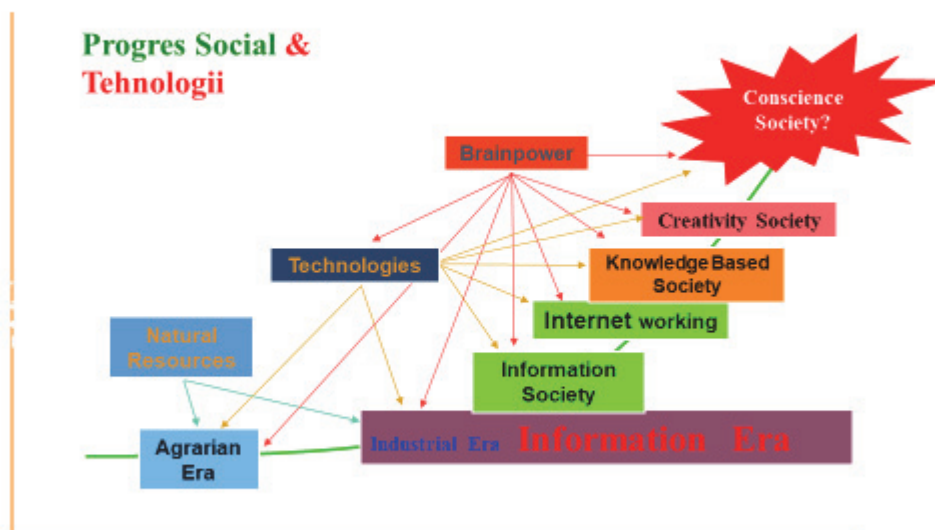 Progres Social &
Tehnologii
Conscience
Society?
Brainpower
Creativity Society
Technologies
Knowledge Based
Society
Internet working
Natural
Resources
Information
Society
Industrial Era Information Era
Agrarian
Era